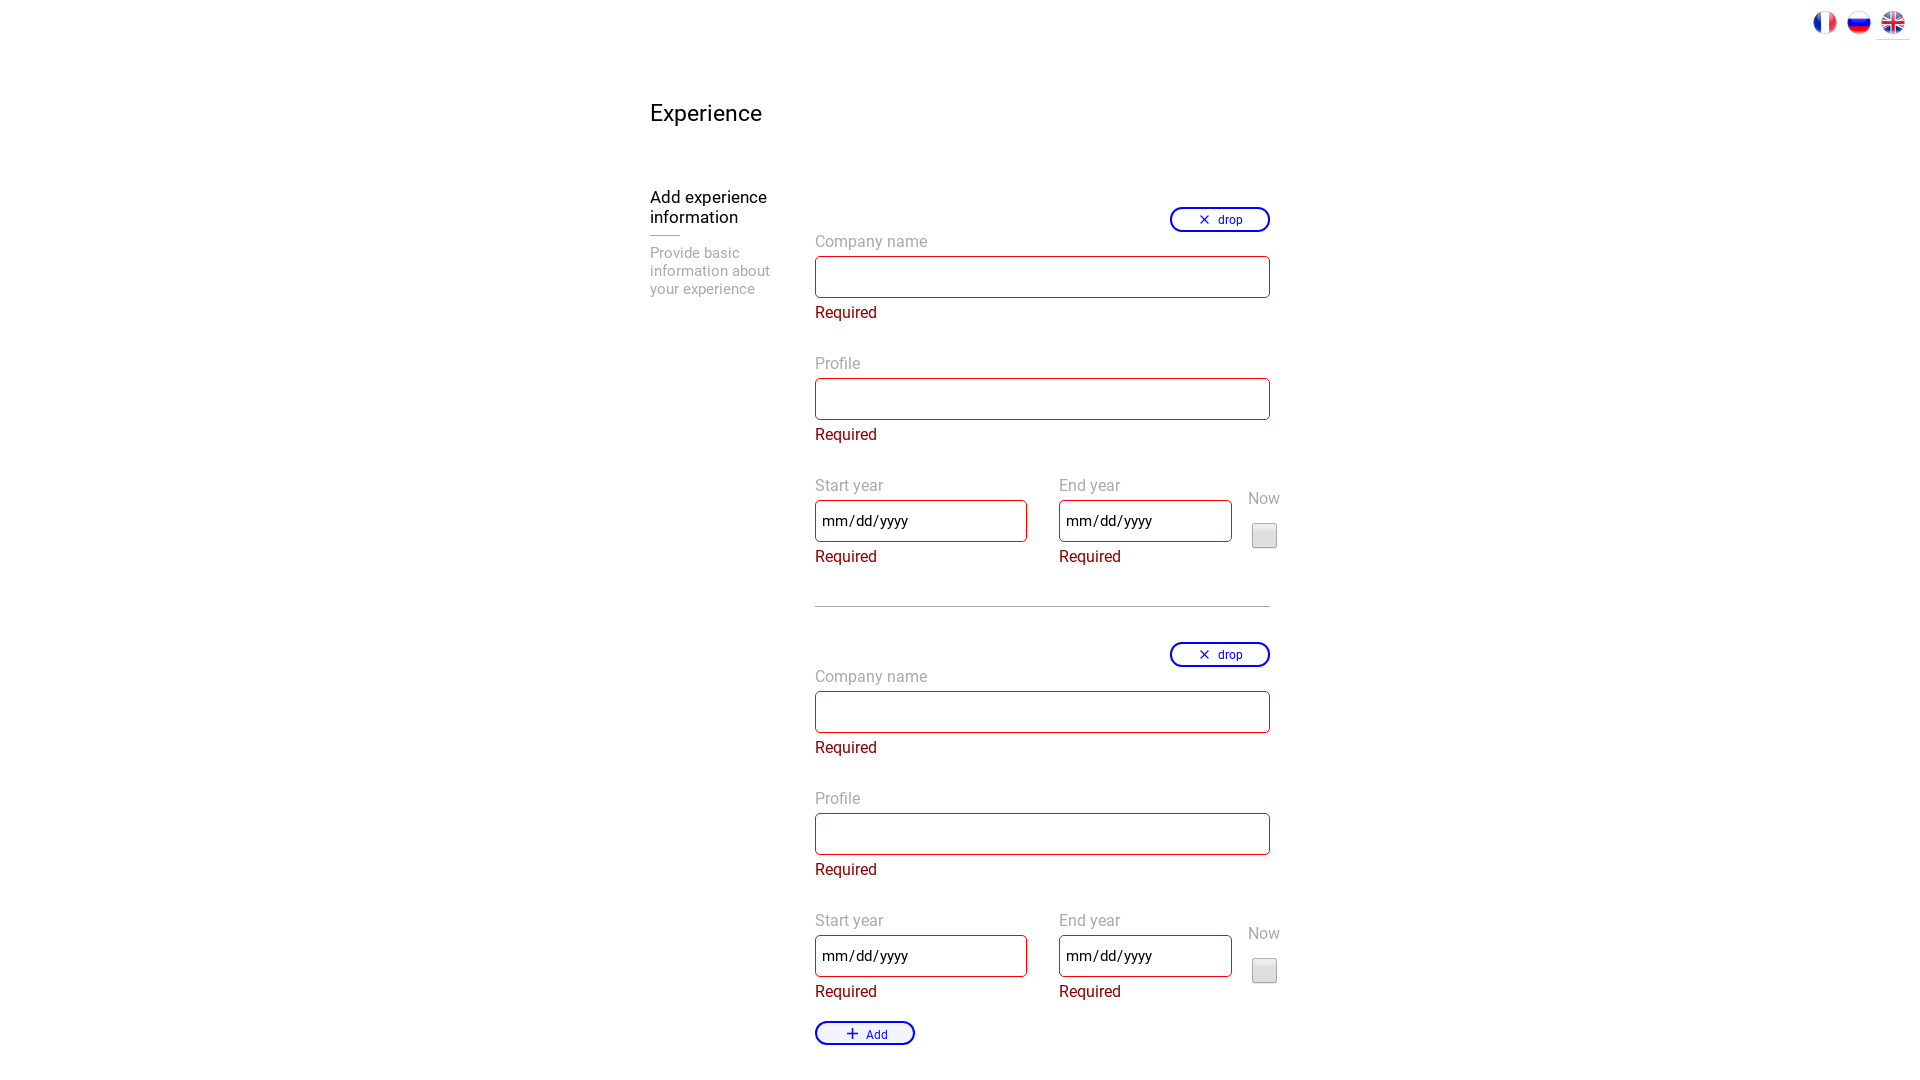 Experience
Add experience
information
Provide basic
information about
your experience
drop
Company name
Required
Profile
Required
Start year
End year
Now
mm/dd/yyyy
mm/dd/yyyy
Required
Required
drop
Company name
Required
Profile
Required
Start year
End year
Now
mm/dd/yyyy
mm/dd/yyyy
Required
Required
Add